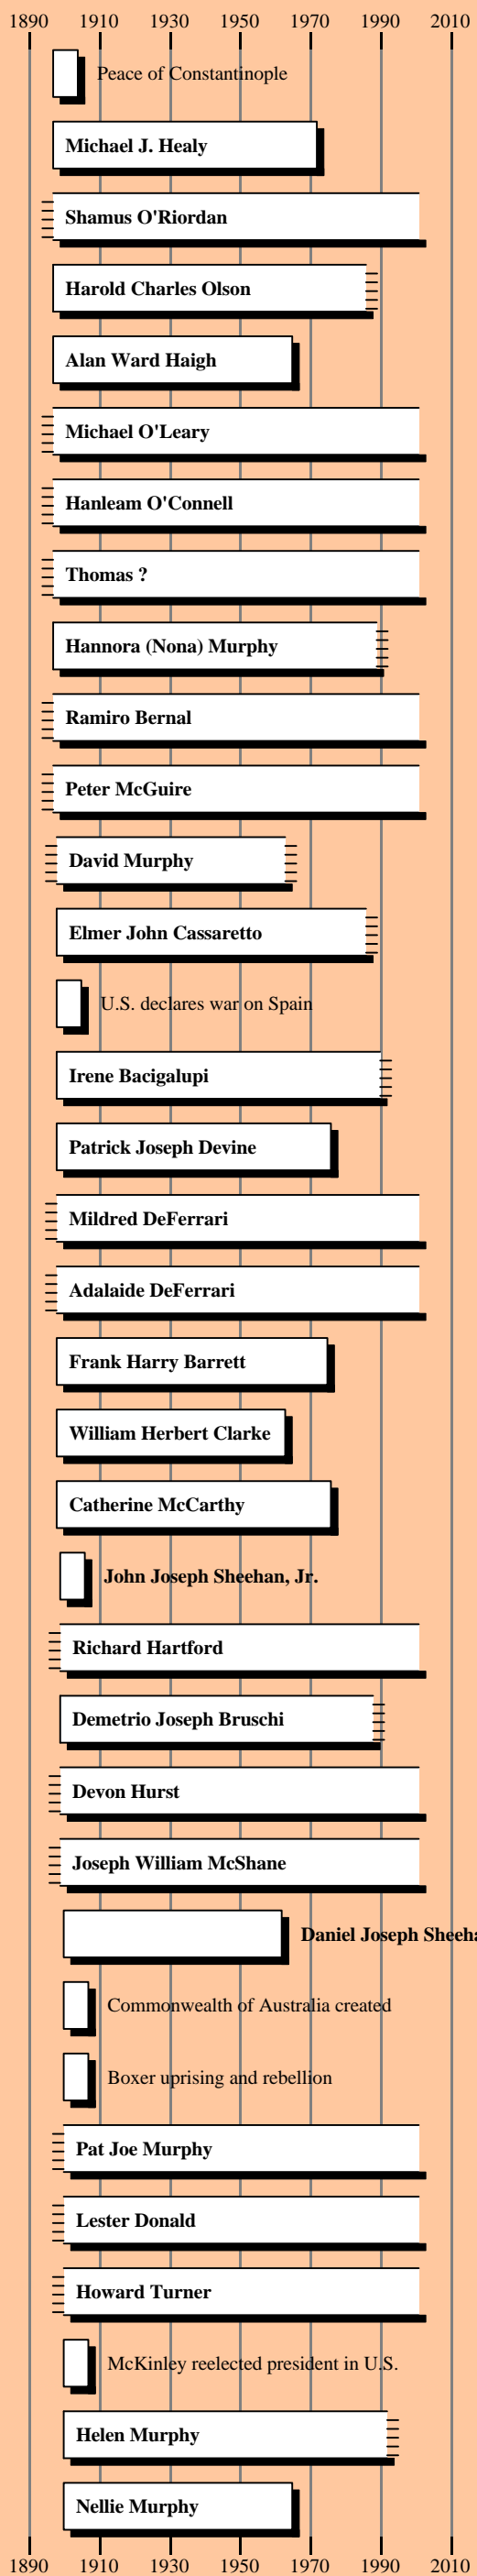 1890 1910 1930 1950 1970 1990 2010
Peace of Constantinople
Michael J. Healy
Shamus O'Riordan
Harold Charles Olson
Alan Ward Haigh
Michael O'Leary
Hanleam O'Connell
Thomas ?
Hannora (Nona) Murphy
Ramiro Bernal
Peter McGuire
David Murphy
Elmer John Cassaretto
U.S. declares war on Spain
Irene Bacigalupi
Patrick Joseph Devine
Mildred DeFerrari
Adalaide DeFerrari
Frank Harry Barrett
William Herbert Clarke
Catherine McCarthy
John Joseph Sheehan, Jr.
Richard Hartford
Demetrio Joseph Bruschi
Devon Hurst
Joseph William McShane
Daniel Joseph Sheeha
Commonwealth of Australia created
Boxer uprising and rebellion
Pat Joe Murphy
Lester Donald
Howard Turner
McKinley reelected president in U.S.
Helen Murphy
Nellie Murphy
1890 1910 1930 1950 1970 1990 2010